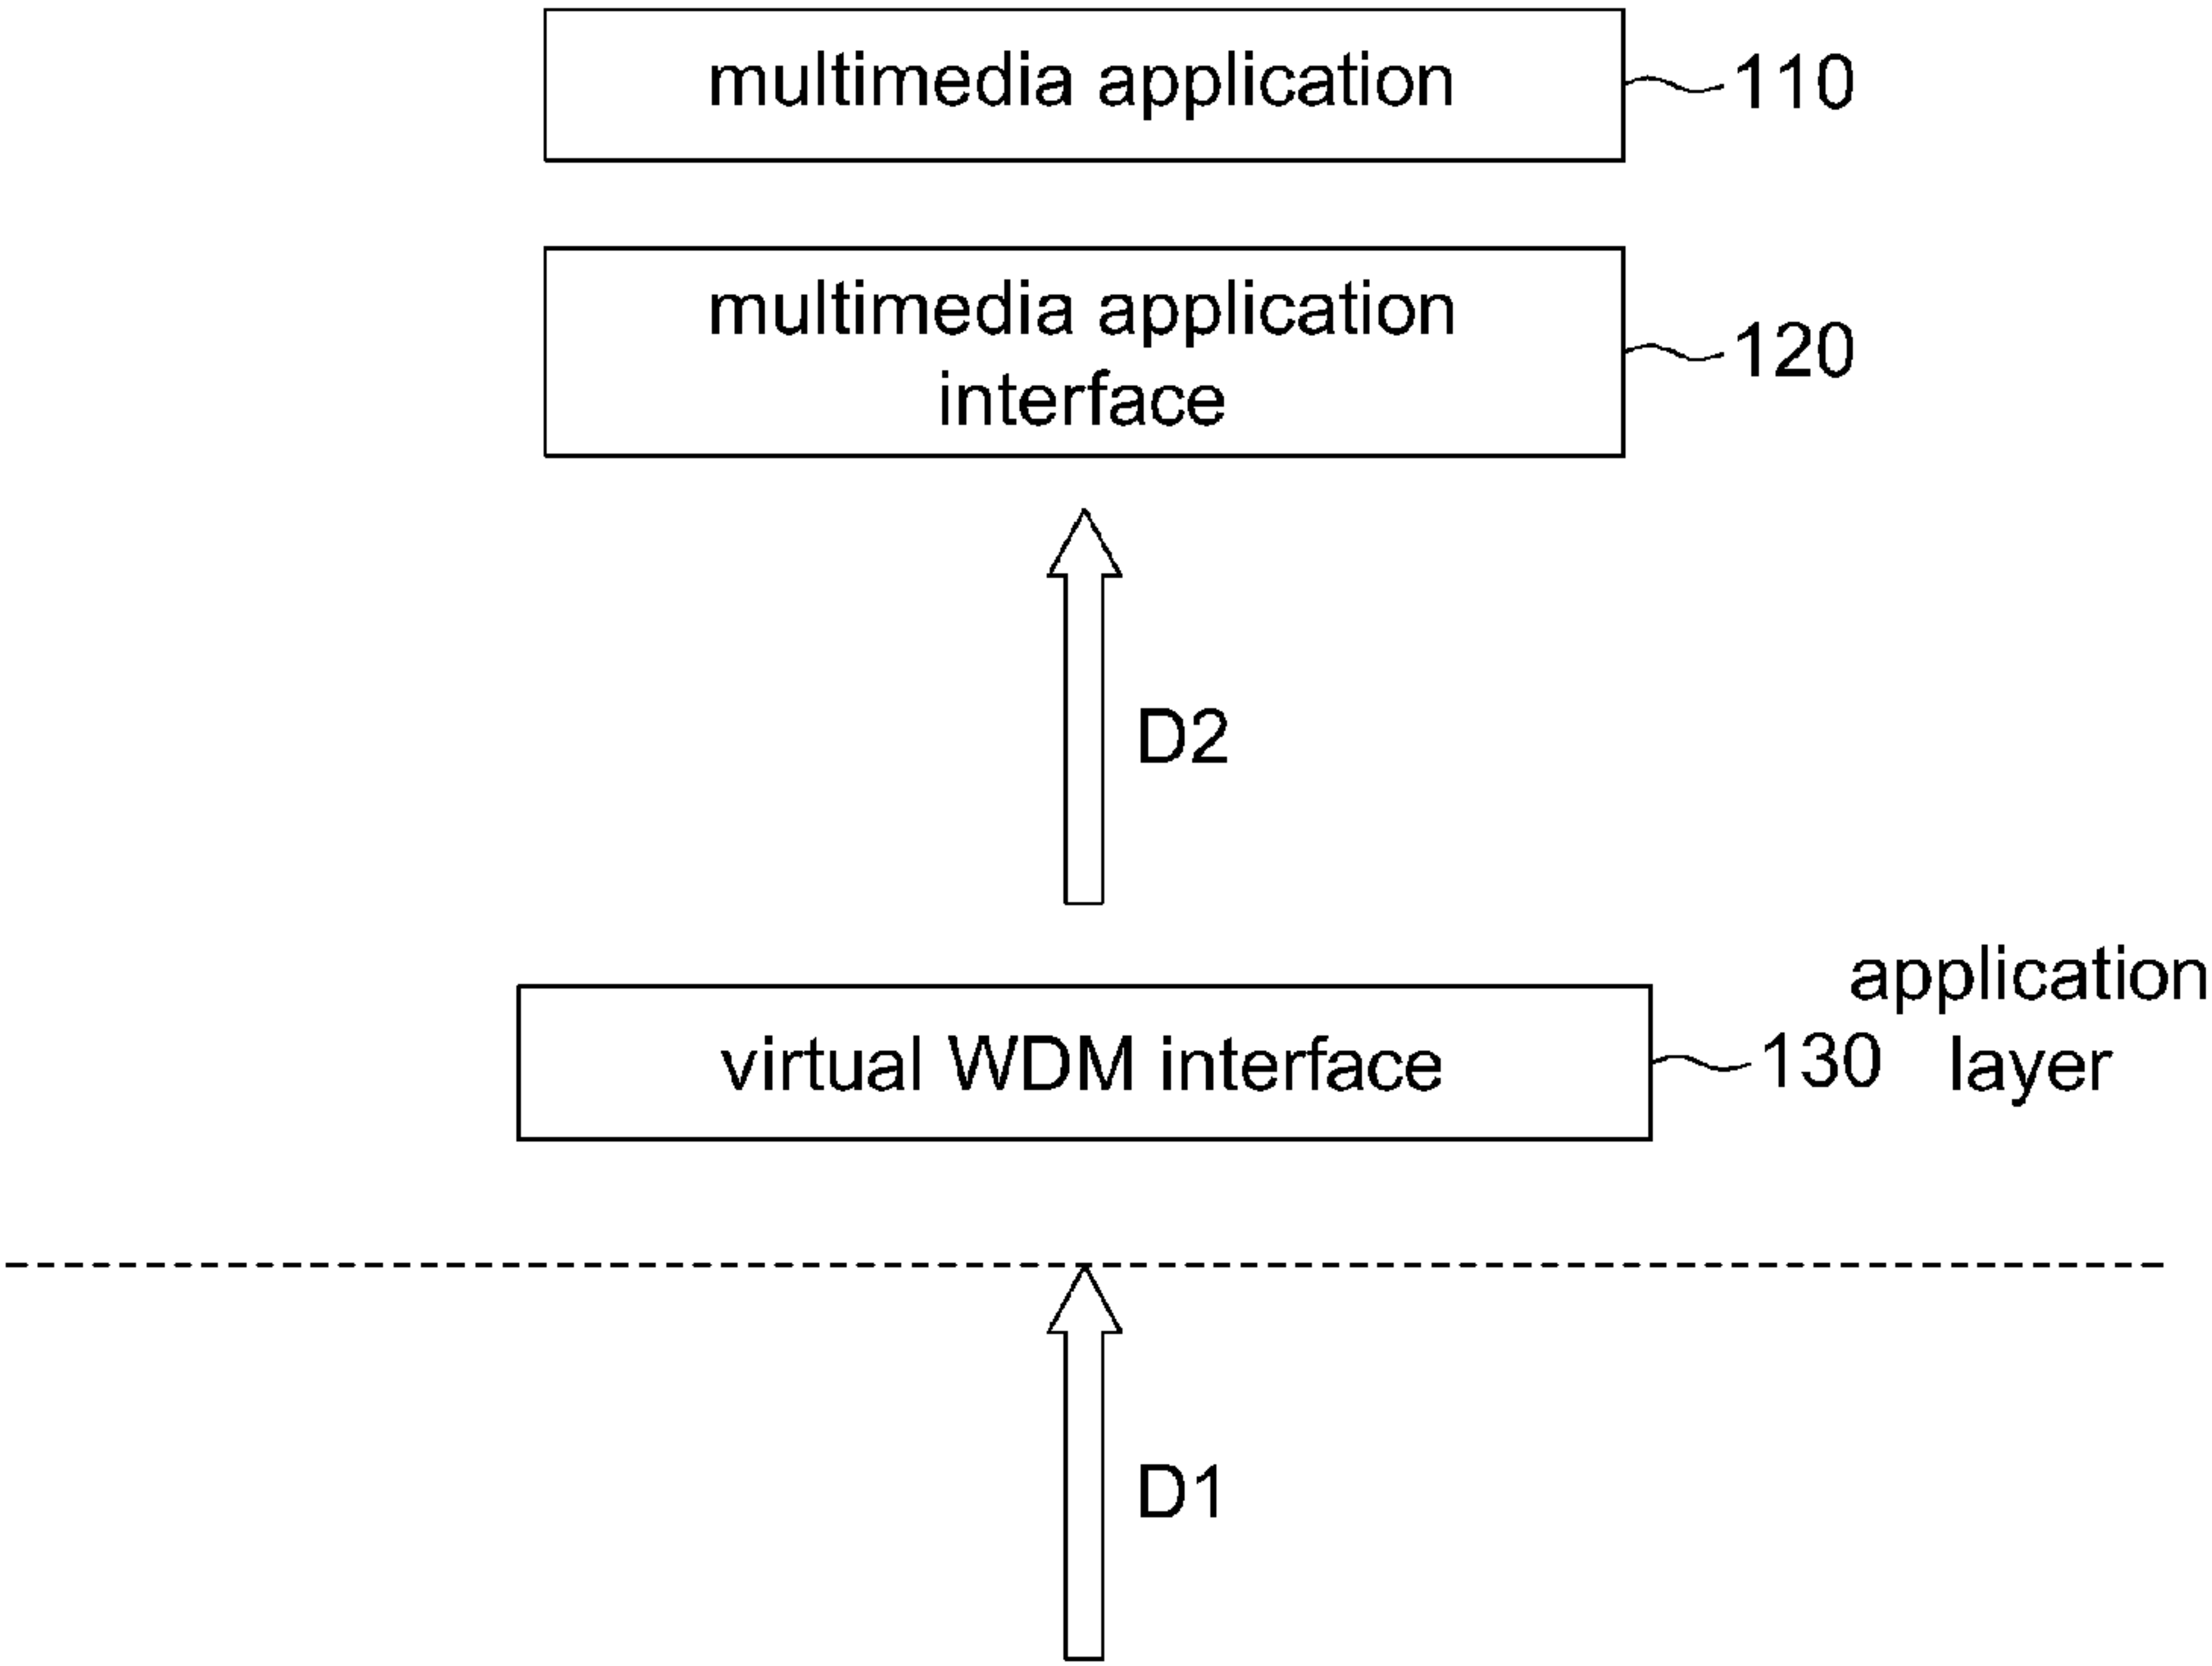 multimedia application
110
multimedia application
interface
120
D2
application
layer
virtual WDM interface
130
D1